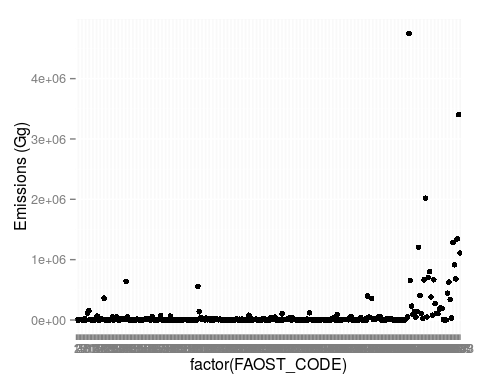 4e+06
3e+06
2e+06
1e+06
0e+00
Emissions (Gg)
factor(FAOST_CODE)